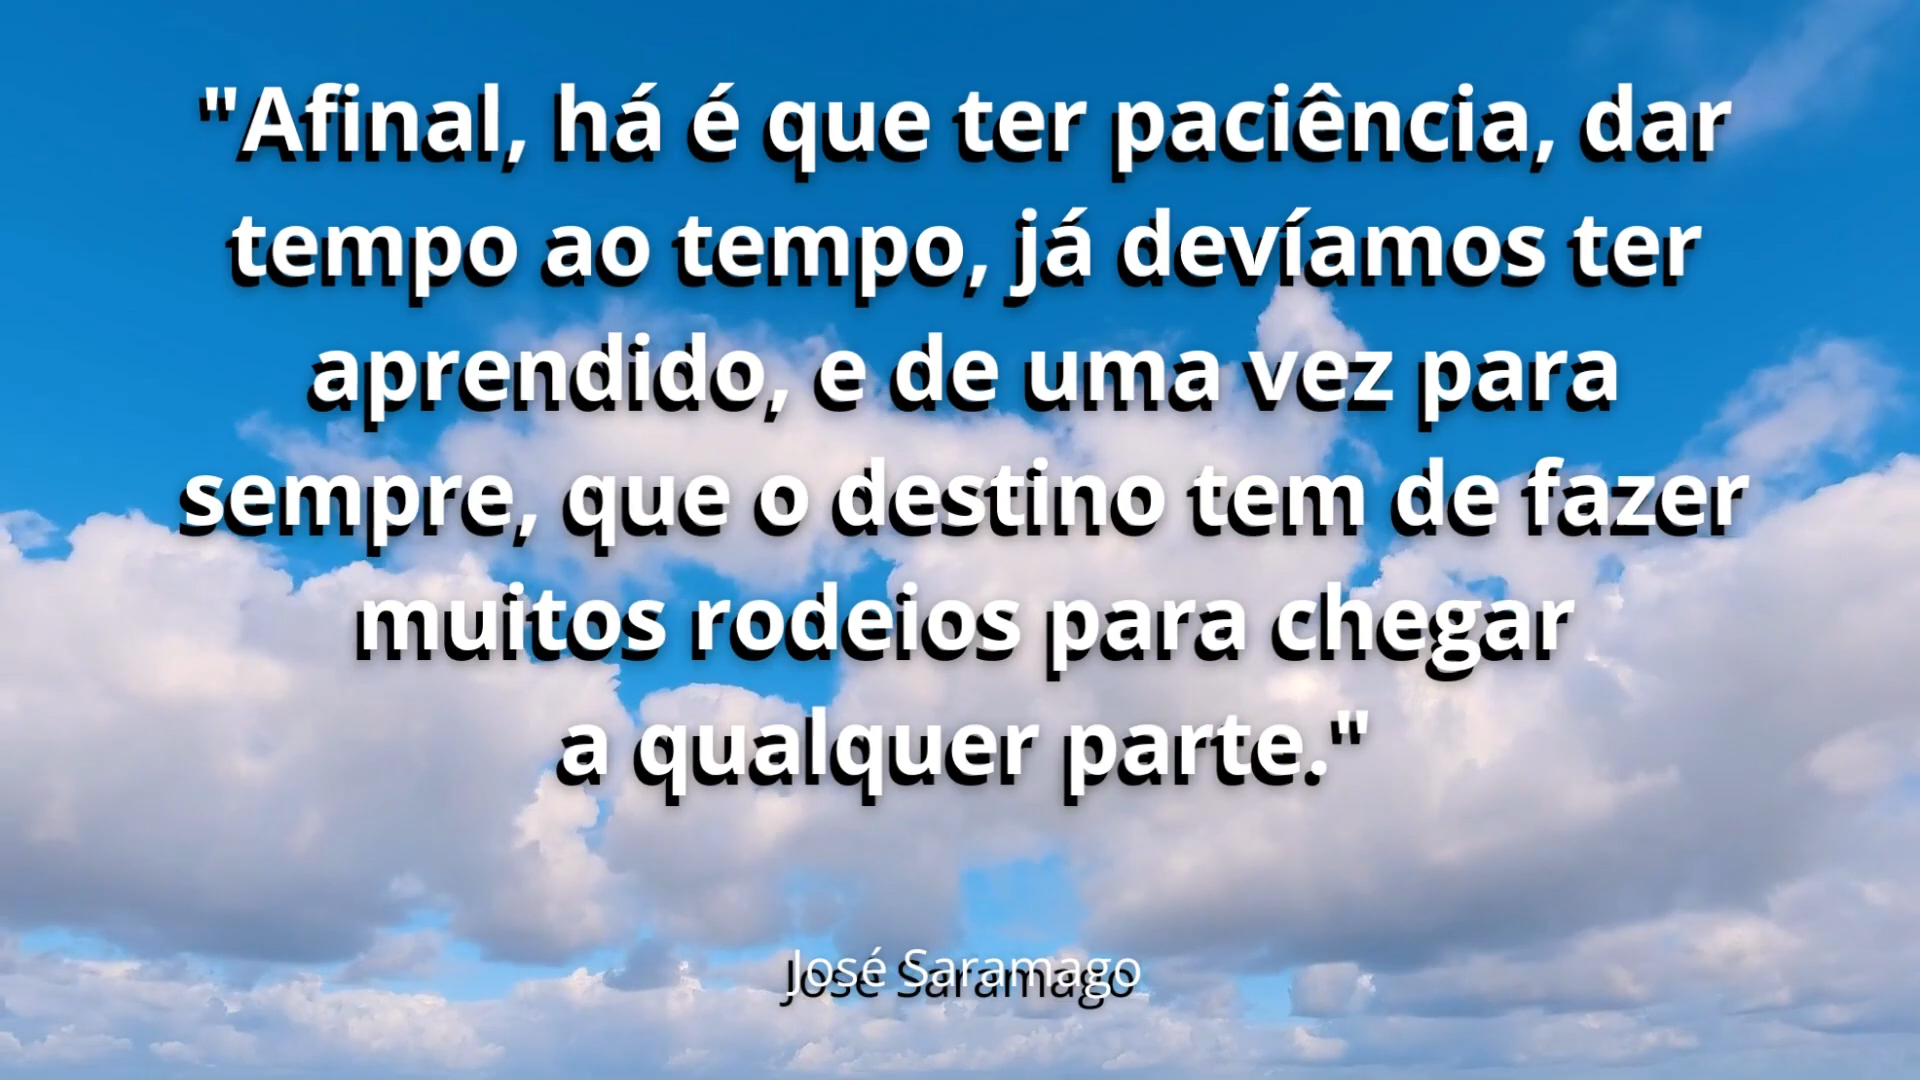 "Afinal, há é que ter paciência, dar
tempo ao tempo, já devíamos ter
aprendido, e de uma vez para
sempre, que o destino tem de fazer
muitos rodeios para chegar
a qualquer parte."
José Saramago